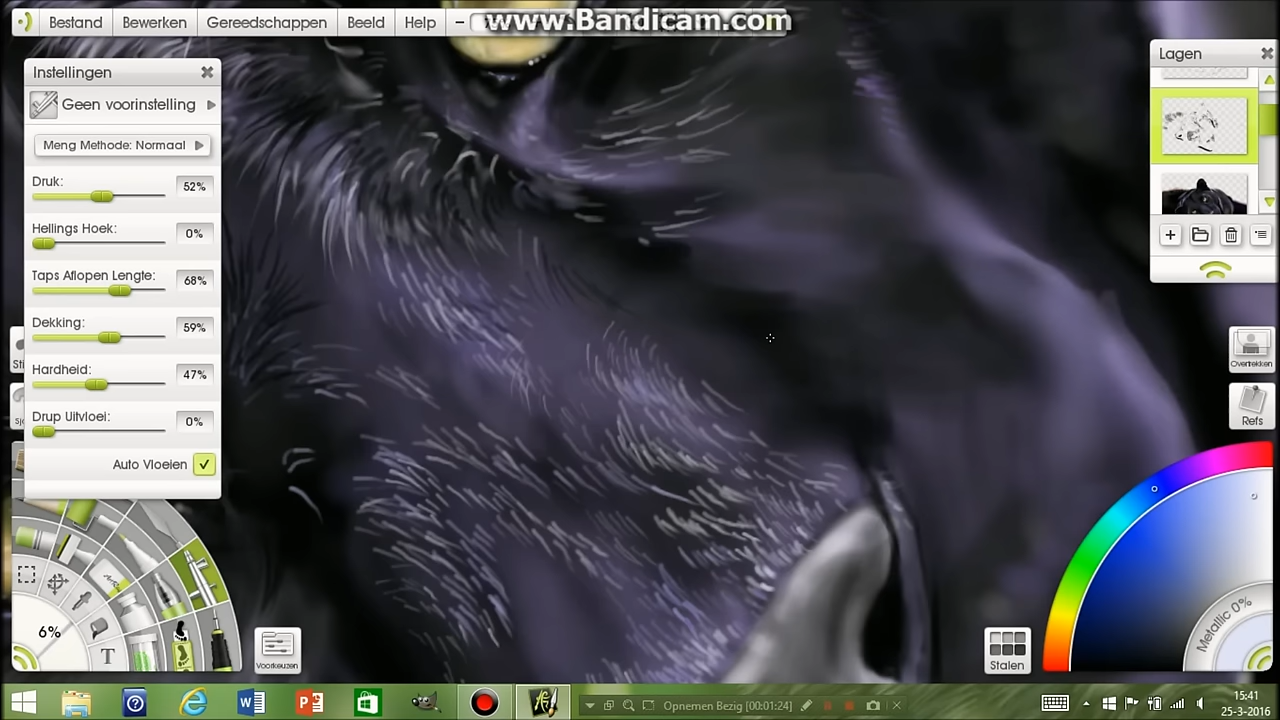 Bestand Bewerken Gereedschappen Beeld Help
www.Bandicam.com
Lagen
Instellingen
Geen voorinstelling
Meng Methode: Normaal
Druk: 52%
Hellings Hoek: 0%
Taps Aflopen Lengte: 68%
Dekking: 59%
Hardheid: 47%
Drup Uitvloei: 0%
Auto Vloeien
Overtrekken
Refs
6%
T
Voorkeuzen
Stalen
Metallic 0%
Opnemen Bezig [00:01:24]
15:41
25-3-2016